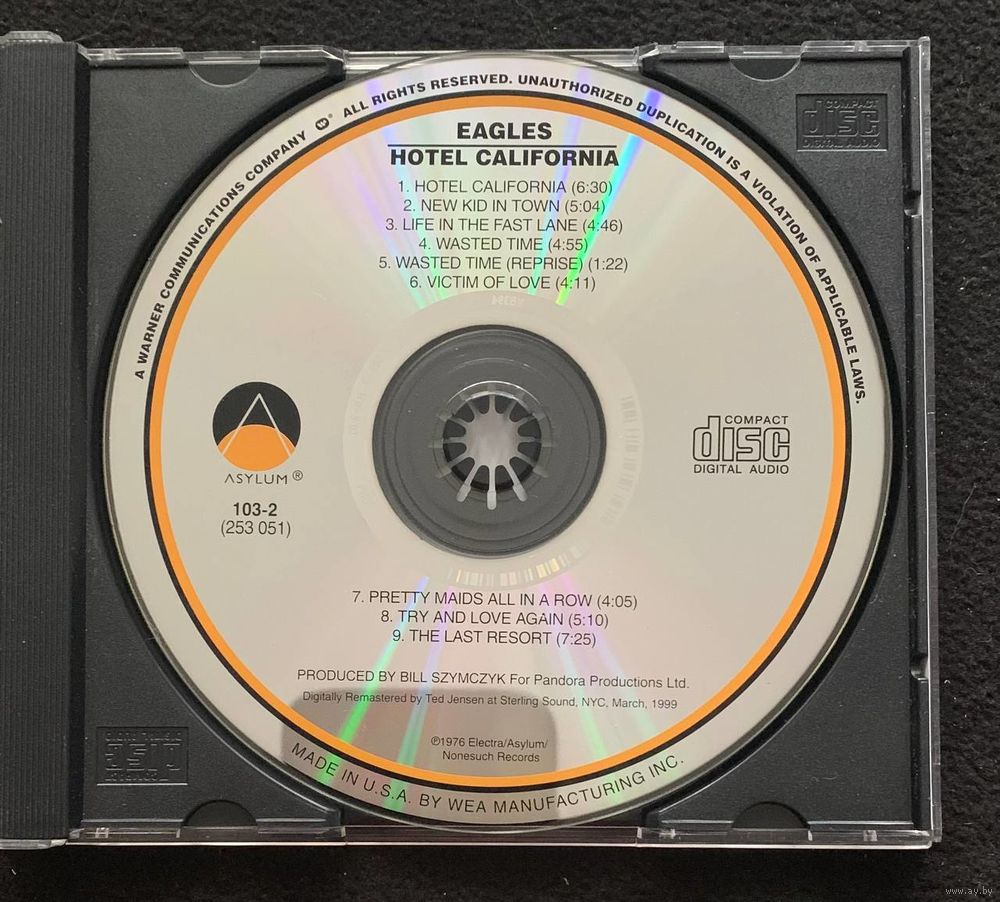 A WARNER COMMUNICATIONS COMPANY ® ALL RIGHTS RESERVED. UNAUTHORIZED DUPLICATION IS A VIOLATION OF APPLICABLE LAWS.
EAGLES
HOTEL CALIFORNIA
1. HOTEL CALIFORNIA (6:30)
2. NEW KID IN TOWN (5:04)
3. LIFE IN THE FAST LANE (4:46)
4. WASTED TIME (4:55)
5. WASTED TIME (REPRISE) (1:22)
6. VICTIM OF LOVE (4:11)
COMPACT
disc
DIGITAL AUDIO
ASYLUM ®
103-2
(253 051)
COMPACT
disc
DIGITAL AUDIO
7. PRETTY MAIDS ALL IN A ROW (4:05)
8. TRY AND LOVE AGAIN (5:10)
9. THE LAST RESORT (7:25)
PRODUCED BY BILL SZYMCZYK For Pandora Productions Ltd.
Digitally Remastered by Ted Jensen at Sterling Sound, NYC, March, 1999
℗1976 Electra/Asylum/
Nonesuch Records
MADE IN U.S.A. BY WEA MANUFACTURING INC.
www.ay.by